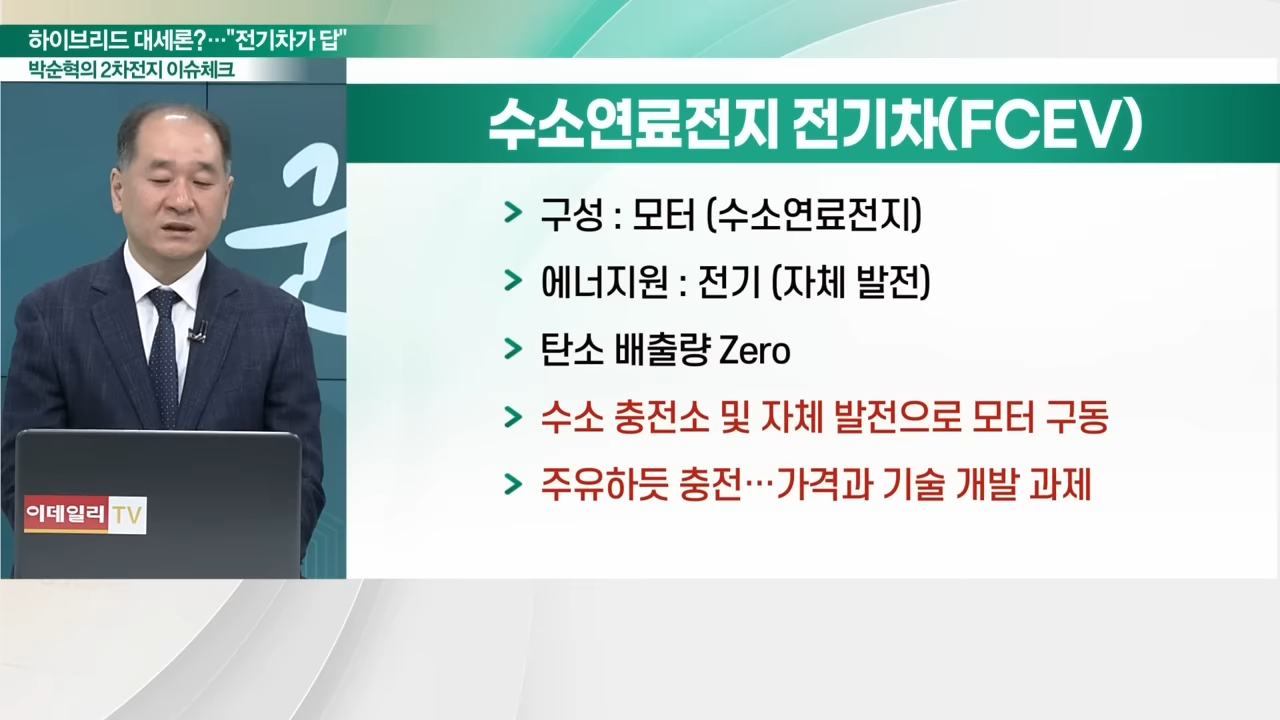 하이브리드 대세론?…"전기차가 답"
박순혁의 2차전지 이슈체크
수소연료전지 전기차(FCEV)
> 구성 : 모터 (수소연료전지)
> 에너지원 : 전기 (자체 발전)
> 탄소 배출량 Zero
> 수소 충전소 및 자체 발전으로 모터 구동
> 주유하듯 충전…가격과 기술 개발 과제
이데일리 TV